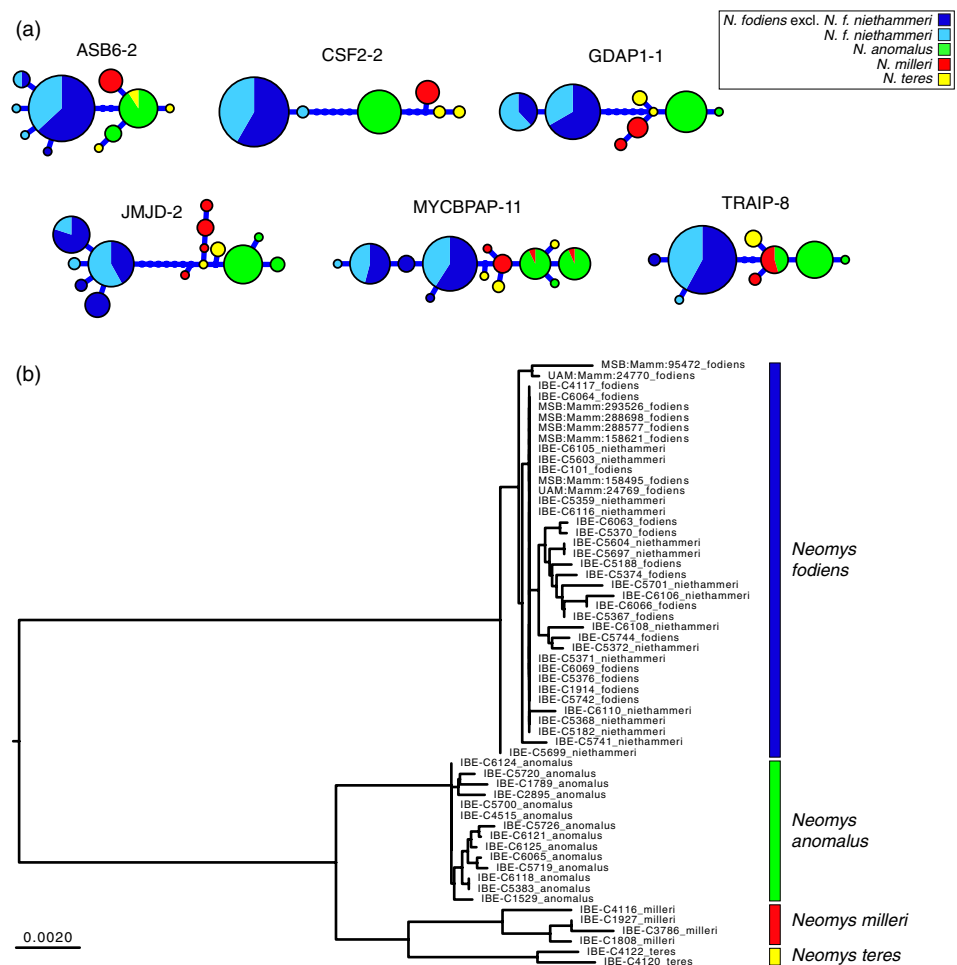 (a)
N. fodiens excl. N. f. niethammeri
N. f. niethammeri
N. anomalus
N. milleri
N. teres
ASB6-2
CSF2-2
GDAP1-1
JMJD-2
MYCBPAP-11
TRAIP-8
(b)
MSB:Mamm:95472_fodiens
UAM:Mamm:24770_fodiens
IBE-C4117_fodiens
IBE-C6064_fodiens
MSB:Mamm:293526_fodiens
MSB:Mamm:288698_fodiens
MSB:Mamm:288577_fodiens
MSB:Mamm:158621_fodiens
IBE-C6105_niethammeri
IBE-C5603_niethammeri
IBE-C101_fodiens
MSB:Mamm:158495_fodiens
UAM:Mamm:24769_fodiens
IBE-C5359_niethammeri
IBE-C6116_niethammeri
IBE-C6063_fodiens
IBE-C5370_fodiens
IBE-C5604_niethammeri
IBE-C5697_niethammeri
IBE-C5188_fodiens
IBE-C5374_fodiens
IBE-C5701_niethammeri
IBE-C6106_niethammeri
IBE-C6066_fodiens
IBE-C5367_fodiens
IBE-C6108_niethammeri
IBE-C5744_fodiens
IBE-C5372_niethammeri
IBE-C5371_niethammeri
IBE-C6069_fodiens
IBE-C5376_fodiens
IBE-C1914_fodiens
IBE-C5742_fodiens
IBE-C6110_niethammeri
IBE-C5368_niethammeri
IBE-C5182_niethammeri
IBE-C5741_niethammeri
IBE-C5699_niethammeri
Neomys
fodiens
IBE-C6124_anomalus
IBE-C5720_anomalus
IBE-C1789_anomalus
IBE-C2895_anomalus
IBE-C5700_anomalus
IBE-C4515_anomalus
IBE-C5726_anomalus
IBE-C6121_anomalus
IBE-C6125_anomalus
IBE-C6065_anomalus
IBE-C5719_anomalus
IBE-C6118_anomalus
IBE-C5383_anomalus
IBE-C1529_anomalus
Neomys
anomalus
IBE-C4116_milleri
IBE-C1927_milleri
IBE-C3786_milleri
IBE-C1808_milleri
Neomys milleri
IBE-C4122_teres
IBE-C4120_teres
Neomys teres
0.0020